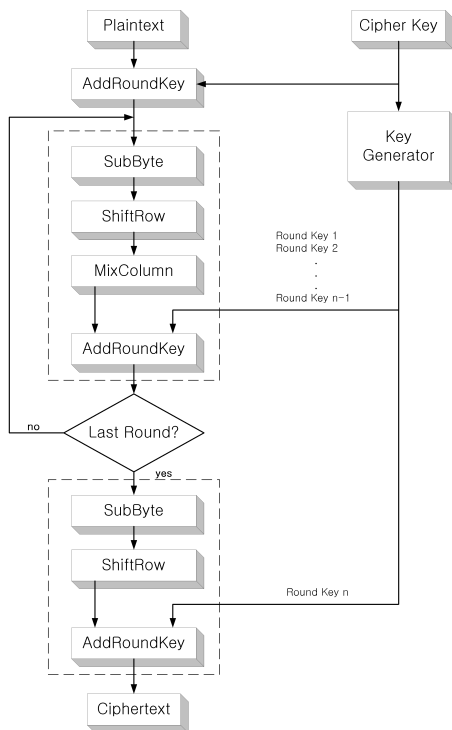 Plaintext
Cipher Key
AddRoundKey
Key
Generator
SubByte
ShiftRow
MixColumn
Round Key 1
Round Key 2
.
.
.
Round Key n-1
AddRoundKey
Last Round?
no
yes
SubByte
ShiftRow
Round Key n
AddRoundKey
Ciphertext